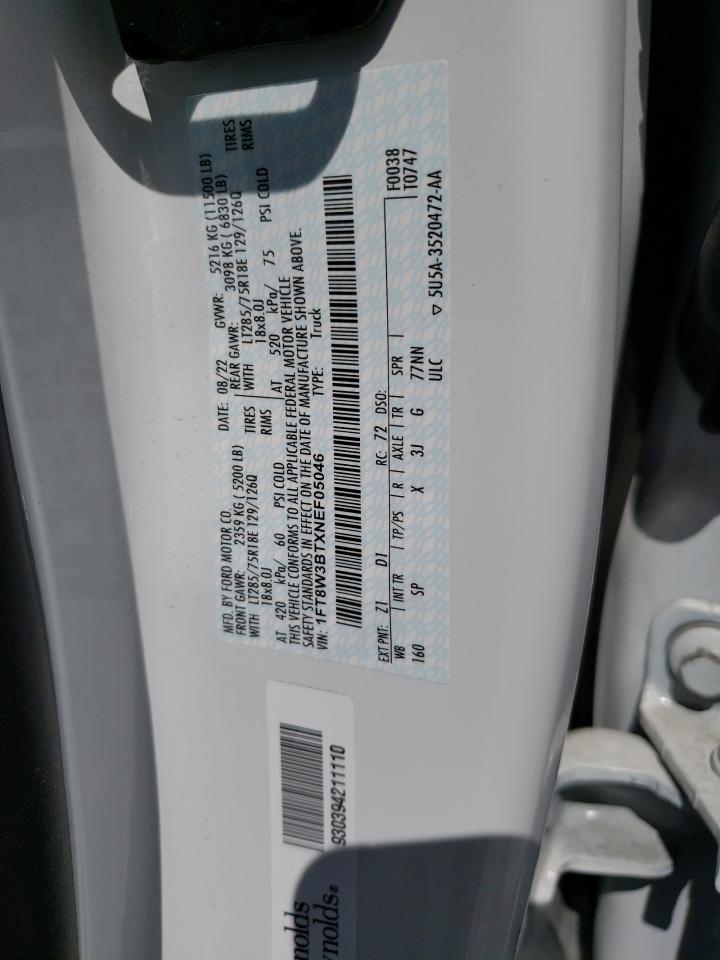 MFD. BY FORD MOTOR CO.
DATE: 08/22 GVWR: 5216 KG (11500 LB)
FRONT GAWR: 2359 KG ( 5200 LB)
REAR GAWR: 3098 KG ( 6830 LB)
WITH LT285/75R18E 129/126Q TIRES
WITH LT285/75R18E 129/126Q TIRES
18x8.0J RIMS
18x8.0J RIMS
AT 420 kPa/ 60 PSI COLD
AT 520 kPa/ 75 PSI COLD
THIS VEHICLE CONFORMS TO ALL APPLICABLE FEDERAL MOTOR VEHICLE
SAFETY STANDARDS IN EFFECT ON THE DATE OF MANUFACTURE SHOWN ABOVE.
VIN: 1FT8W3BTXNEF05046 TYPE: Truck
F0038
T0747
EXT PNT: Z1 D1 RC: 72 DSO:
WB INT TR TP/PS R AXLE TR SPR
160 SP X 3J G 77NN
ULC ▽ 5U5A-3520472-AA
930394211110
nolds
ynolds®